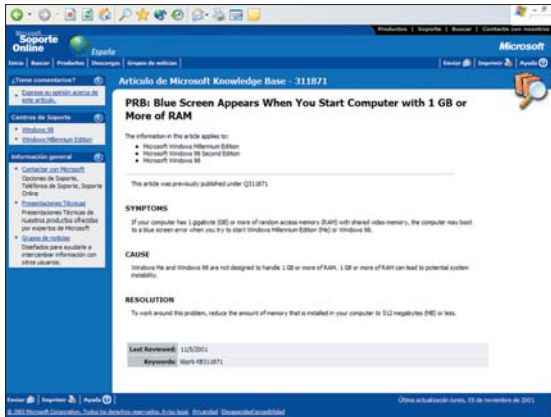 Productos | Soporte | Buscar | Contacte con nosotros
Microsoft
Soporte
Online
España
Microsoft
Inicio | Buscar | Productos | Descargas | Grupos de noticias |
| Enviar | Imprimir | Ayuda
¿Tiene comentarios?
Exprese su opinión acerca de
este artículo.
Centros de Soporte
Windows 98
Windows Millennium Edition
Información general
Contactar con Microsoft
Opciones de Soporte,
Teléfonos de Soporte, Soporte
Online
Presentaciones Técnicas
Presentaciones Técnicas de
nuestros productos ofrecidas
por expertos de Microsoft
Grupos de noticias
Diseñados para ayudarle a
intercambiar información con
otros usuarios.
Artículo de Microsoft Knowledge Base - 311871
PRB: Blue Screen Appears When You Start Computer with 1 GB or
More of RAM
The information in this article applies to:
Microsoft Windows Millennium Edition
Microsoft Windows 98 Second Edition
Microsoft Windows 98
This article was previously published under Q311871
SYMPTOMS
If your computer has 1 gigabyte (GB) or more of random access memory (RAM) with shared video memory, the computer may boot
to a blue screen error when you try to start Windows Millennium Edition (Me) or Windows 98.
CAUSE
Windows Me and Windows 98 are not designed to handle 1 GB or more of RAM. 1 GB or more of RAM can lead to potential system
instability.
RESOLUTION
To work around this problem, reduce the amount of memory that is installed in your computer to 512 megabytes (MB) or less.
Last Reviewed: 11/5/2001
Keywords: kbprb KB311871
Enviar | Imprimir | Ayuda
Última actualización lunes, 05 de noviembre de 2001
© 2003 Microsoft Corporation. Todos los derechos reservados. Aviso legal. Privacidad Discapacidad/accesibilidad